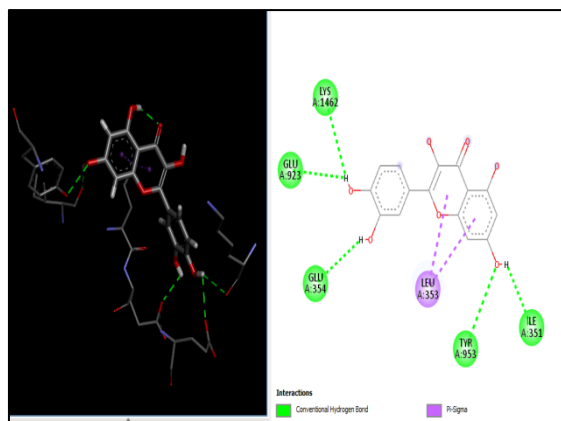 LYS
A:1462
GLU
A:923
GLU
A:354
LEU
A:353
TYR
A:953
ILE
A:351
H
O
H
O
O
O
O
O
O
H
Interactions
Conventional Hydrogen Bond
Pi-Sigma